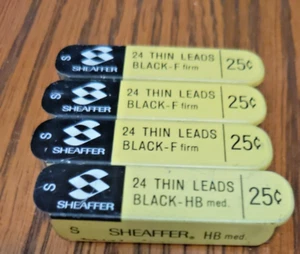 S
SHEAFFER
24 THIN LEADS
BLACK-F firm
25¢
S
SHEAFFER
24 THIN LEADS
BLACK-F firm
25¢
S
SHEAFFER
24 THIN LEADS
BLACK-F firm
25¢
S
SHEAFFER
24 THIN LEADS
BLACK-HB med.
25¢
S SHEAFFER® HB med.